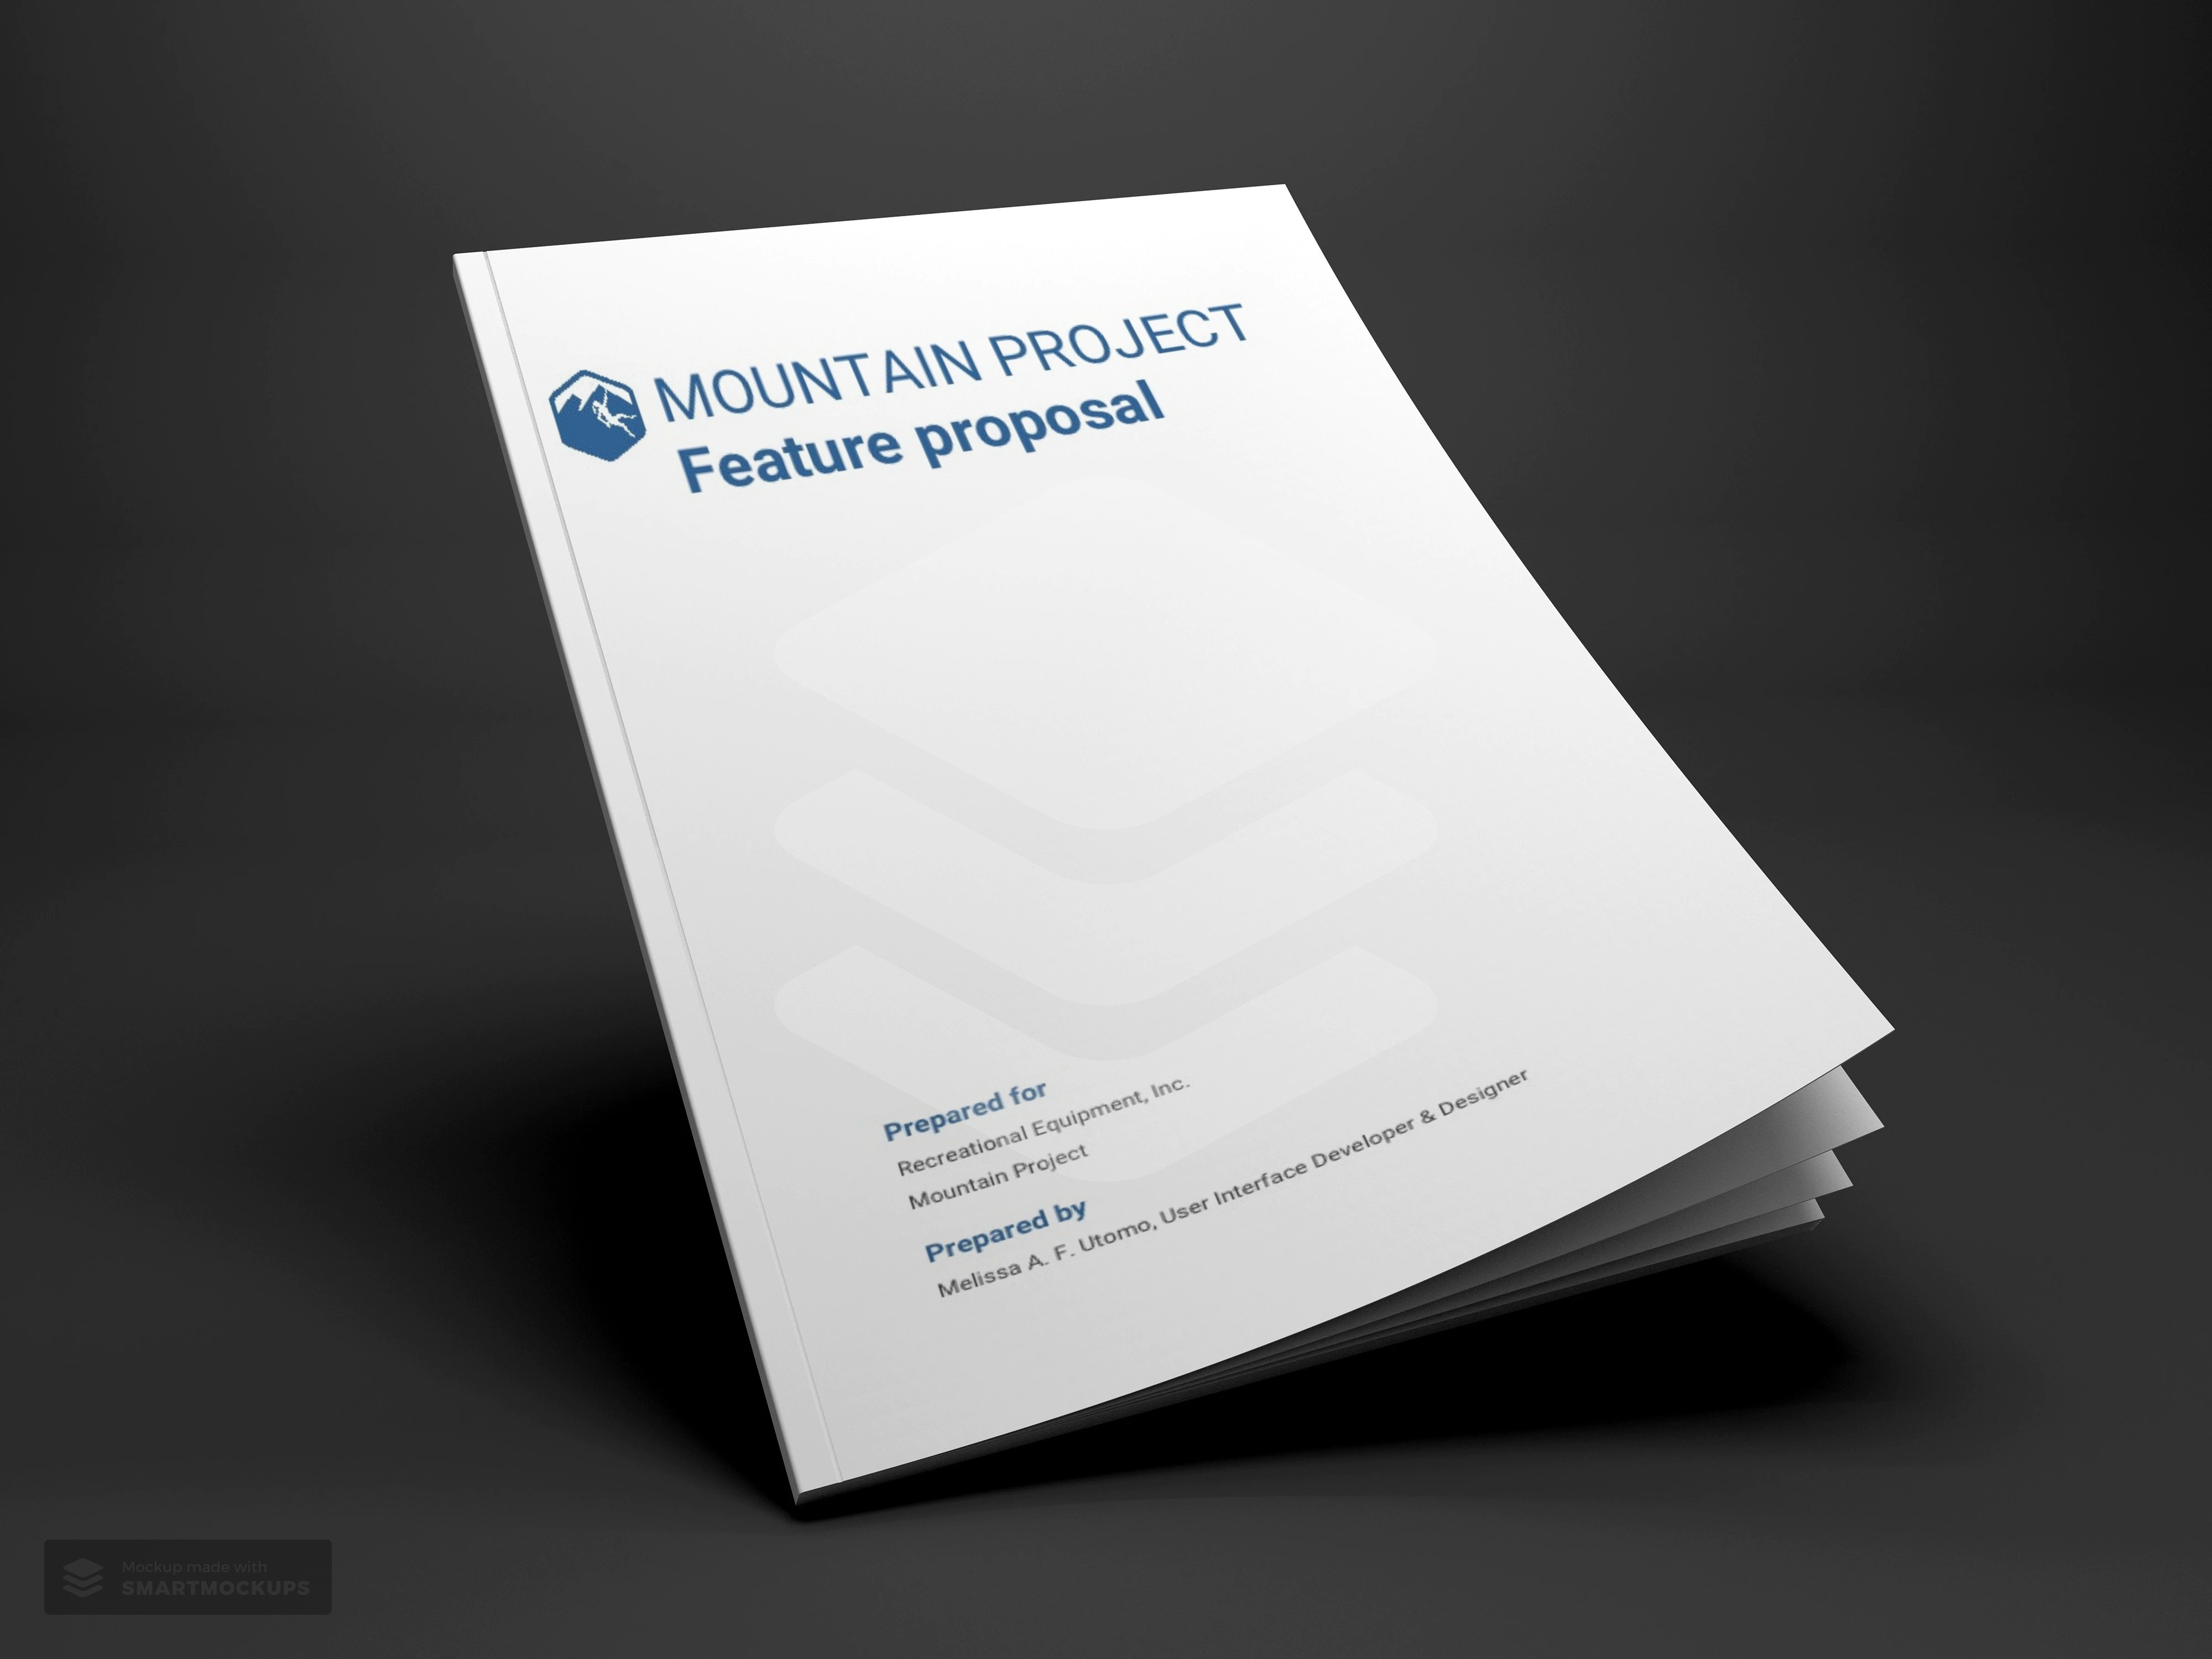 MOUNTAIN PROJECT
Feature proposal
Prepared for
Recreational Equipment, Inc.
Mountain Project
Prepared by
Melissa A. F. Utomo, User Interface Developer & Designer
Mockup made with
SMARTMOCKUPS